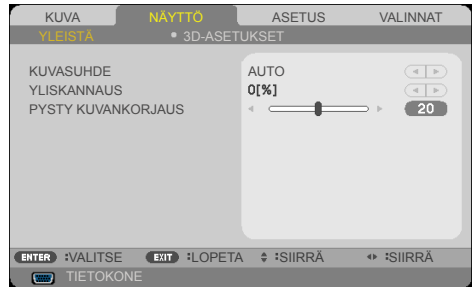 KUVA NÄYTTÖ ASETUS VALINNAT
YLEISTÄ • 3D-ASETUKSET
KUVASUHDE AUTO
YLISKANNAUS 0[%]
PYSTY KUVANKORJAUS 20
ENTER :VALITSE EXIT :LOPETA :SIIRRÄ :SIIRRÄ
TIETOKONE